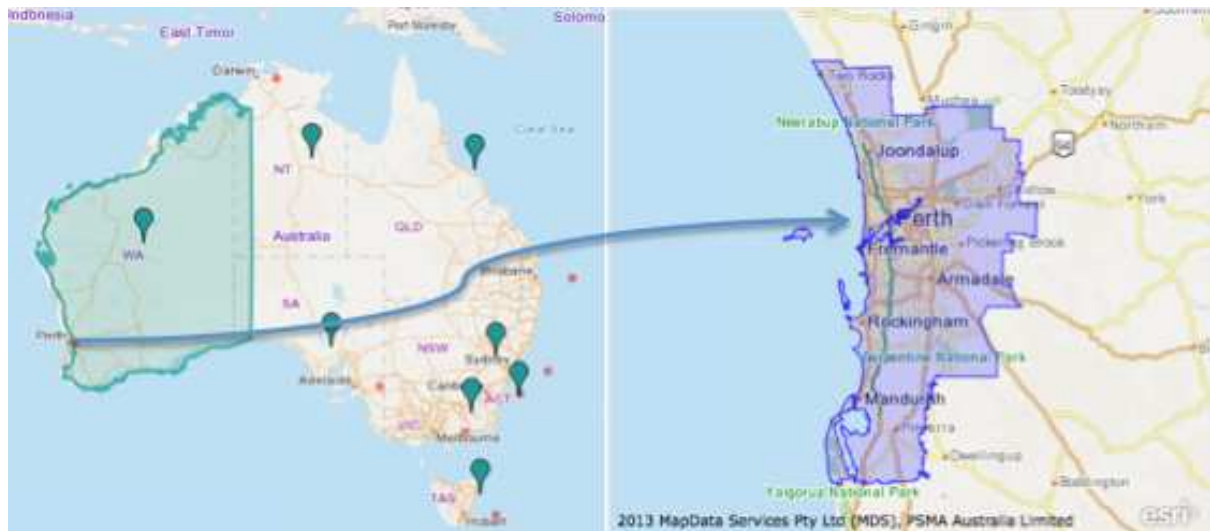 Indonesia
East Timor
Port Moresby
Solomo
Darwin
Coral Sea
NT
QLD
WA
Australia
Brisbane
SA
Perth
NSW
Sydney
Adelaide
Canb
ACT
VIC
Melbourne
TAS
Hobart
Gingin
Two Rocks
Muchea
Toodyay
Neerabup National Park
Northam
94
Joondalup
York
Perth
Fremantle
Pickering Brook
Armadale
Rockingham
Serpentine National Park
Mandurah
Pinjarra
Dwellingup
Boddington
Yalgorup National Park
2013 MapData Services Pty Ltd (MDS), PSMA Australia Limited
esri